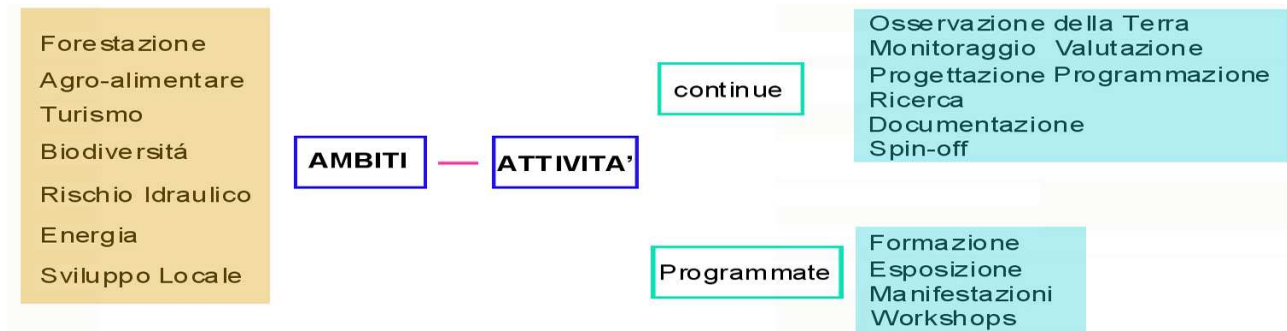 Forestazione
Agro-alimentare
Turismo
Biodiversitá
Rischio Idraulico
Energia
Sviluppo Locale
AMBITI
ATTIVITA’
continue
Osservazione della Terra
Monitoraggio Valutazione
Progettazione Programmazione
Ricerca
Documentazione
Spin-off
Programmate
Formazione
Esposizione
Manifestazioni
Workshops